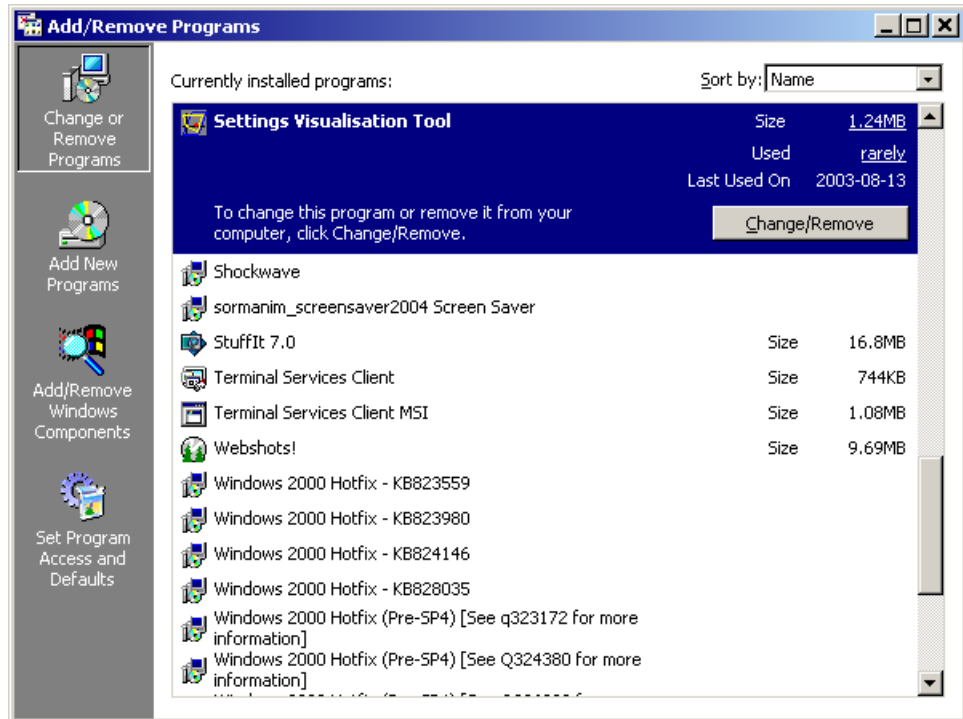 Add/Remove Programs
Change or
Remove
Programs
Add New
Programs
Add/Remove
Windows
Components
Set Program
Access and
Defaults
Currently installed programs:
Sort by: Name
Settings Visualisation Tool Size 1.24MB
Used rarely
Last Used On 2003-08-13
To change this program or remove it from your
computer, click Change/Remove.
Change/Remove
Shockwave
sormanim_screensaver2004 Screen Saver
StuffIt 7.0 Size 16.8MB
Terminal Services Client Size 744KB
Terminal Services Client MSI Size 1.08MB
Webshots! Size 9.69MB
Windows 2000 Hotfix - KB823559
Windows 2000 Hotfix - KB823980
Windows 2000 Hotfix - KB824146
Windows 2000 Hotfix - KB828035
Windows 2000 Hotfix (Pre-SP4) [See q323172 for more
information]
Windows 2000 Hotfix (Pre-SP4) [See Q324380 for more
information]